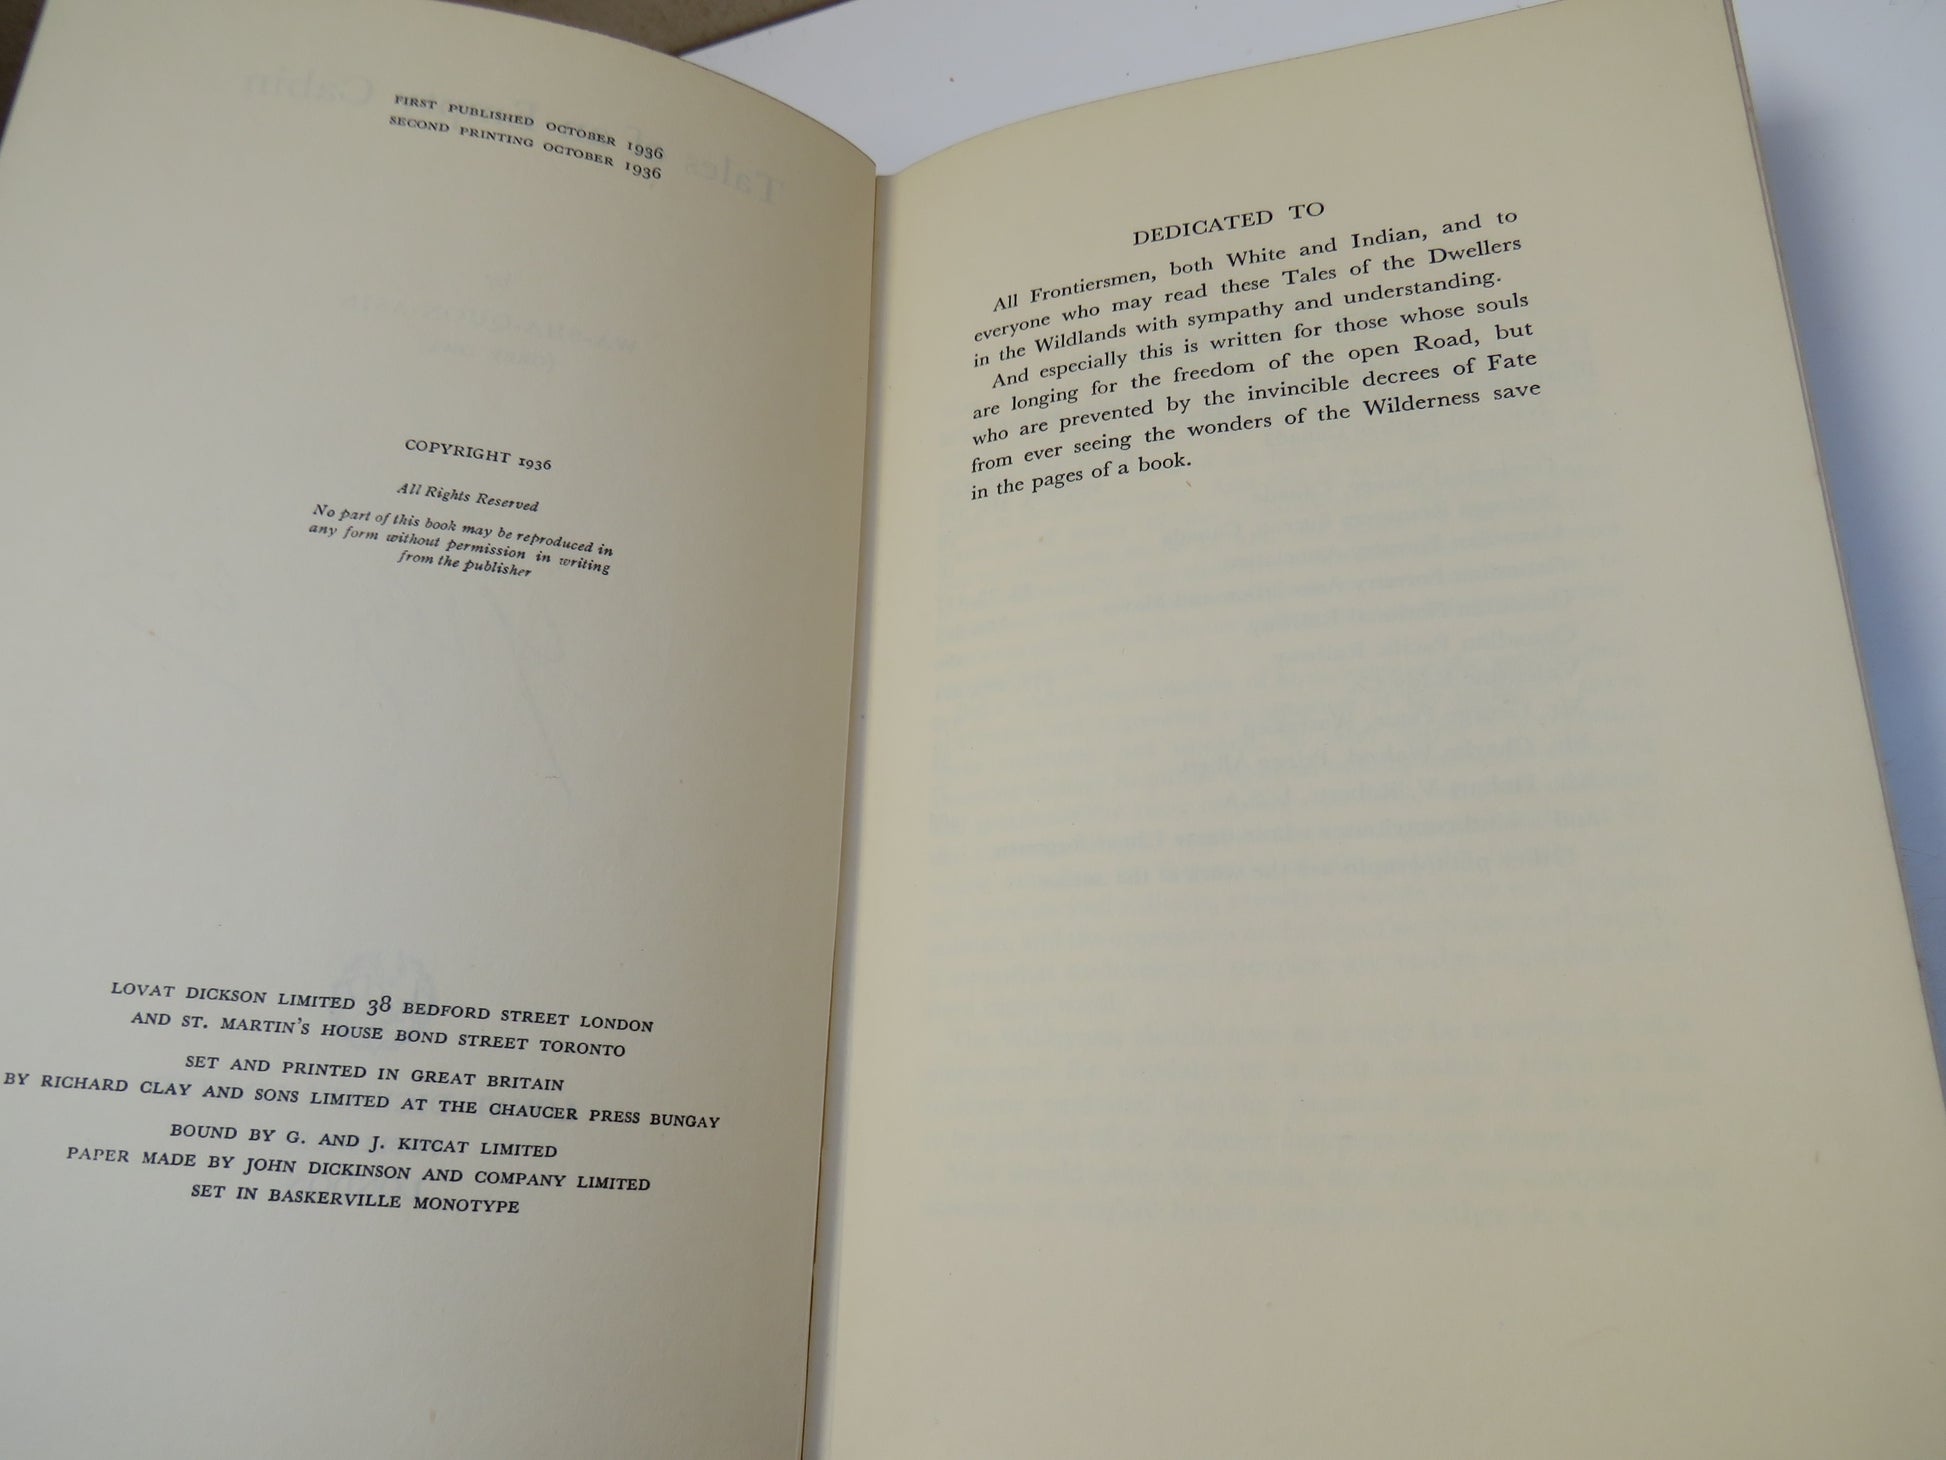 FIRST PUBLISHED OCTOBER 1936
SECOND PRINTING OCTOBER 1936
COPYRIGHT 1936
All Rights Reserved
No part of this book may be reproduced in
any form without permission in writing
from the publisher
LOVAT DICKSON LIMITED 38 BEDFORD STREET LONDON
AND ST. MARTIN'S HOUSE BOND STREET TORONTO
SET AND PRINTED IN GREAT BRITAIN
BY RICHARD CLAY AND SONS LIMITED AT THE CHAUCER PRESS BUNGAY
BOUND BY G. AND J. KITCAT LIMITED
PAPER MADE BY JOHN DICKINSON AND COMPANY LIMITED
SET IN BASKERVILLE MONOTYPE
DEDICATED TO
All Frontiersmen, both White and Indian, and to
everyone who may read these Tales of the Dwellers
in the Wildlands with sympathy and understanding.
And especially this is written for those whose souls
are longing for the freedom of the open Road, but
who are prevented by the invincible decrees of Fate
from ever seeing the wonders of the Wilderness save
in the pages of a book.